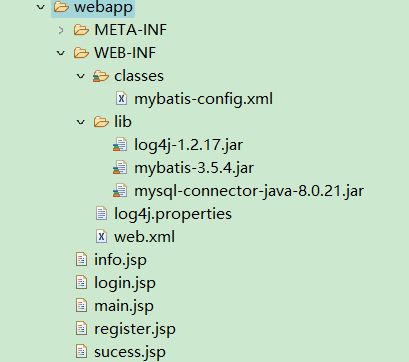 webapp
META-INF
WEB-INF
classes
mybatis-config.xml
lib
log4j-1.2.17.jar
mybatis-3.5.4.jar
mysql-connector-java-8.0.21.jar
log4j.properties
web.xml
info.jsp
login.jsp
main.jsp
register.jsp
sucess.jsp